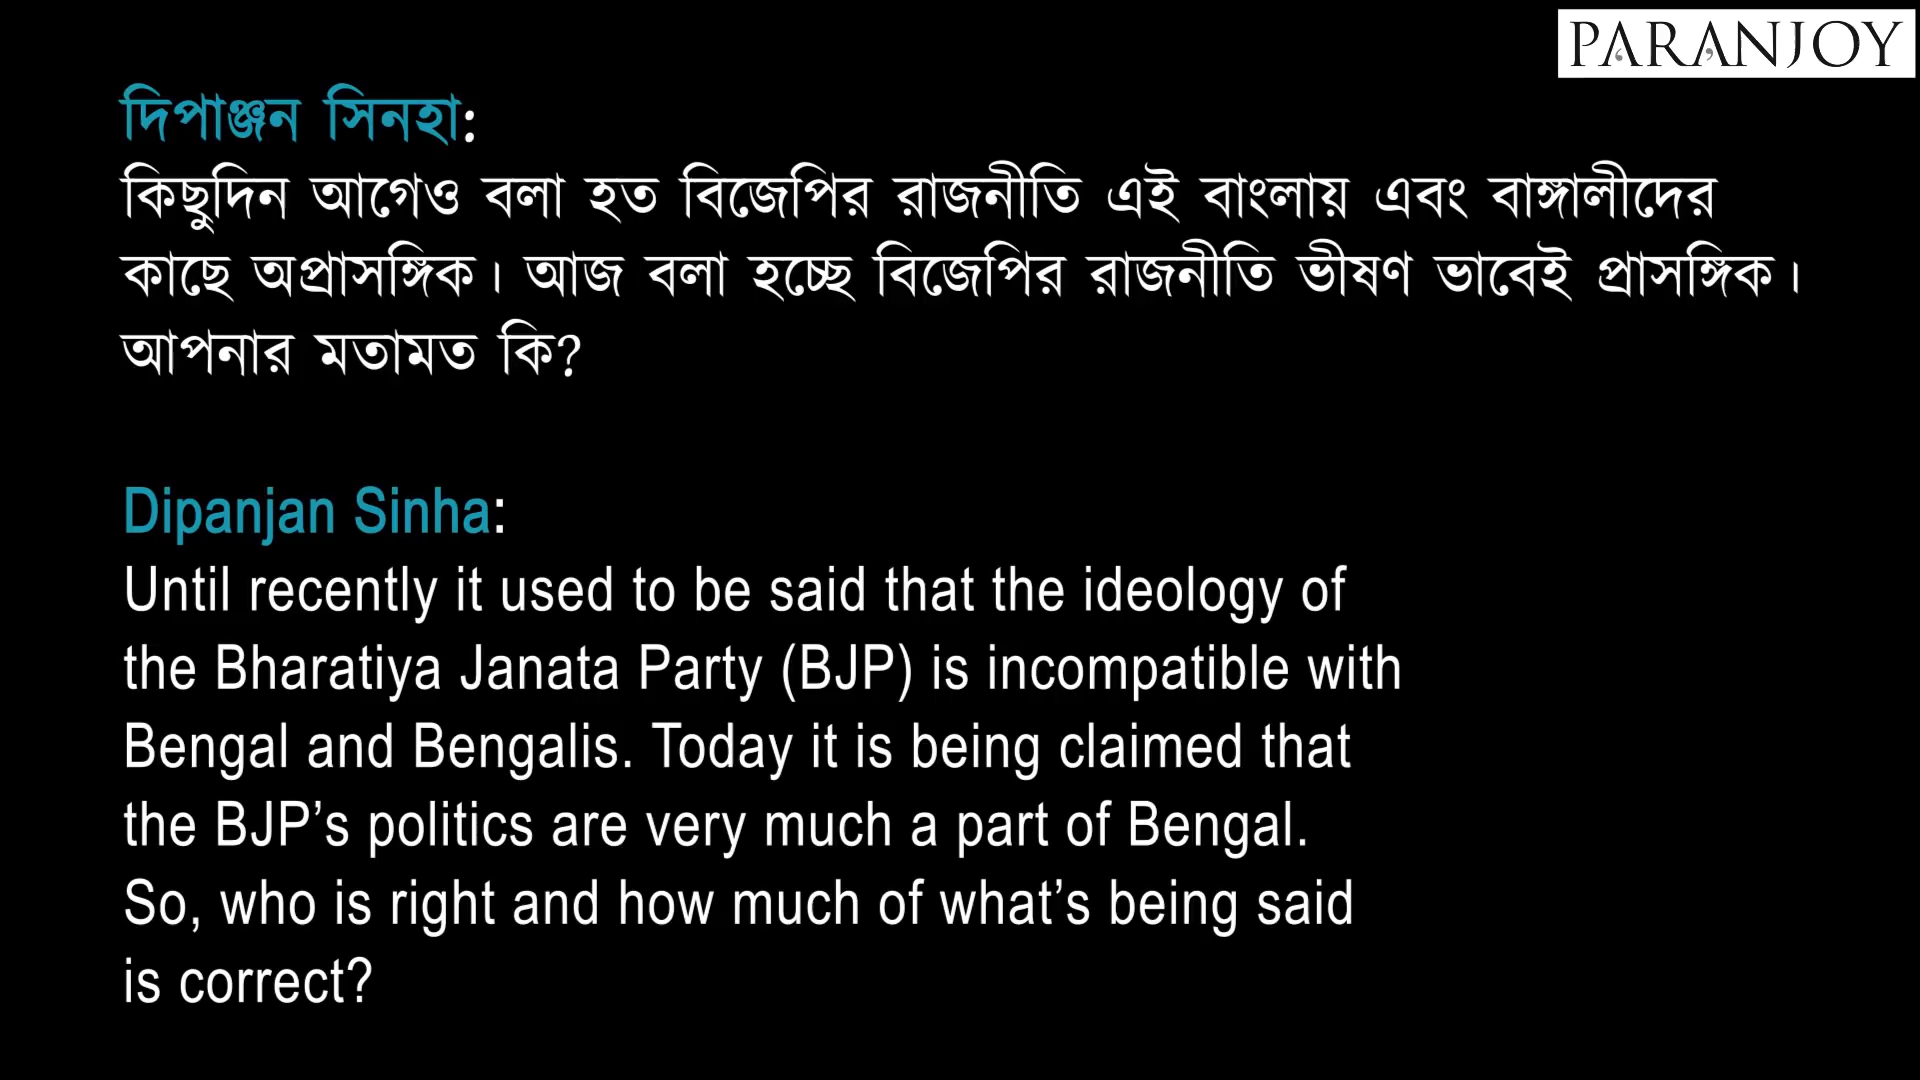 PARANJOY
দিপাঞ্জন সিনহা:
কিছুদিন আগেও বলা হত বিজেপির রাজনীতি এই বাংলায় এবং বাঙ্গালীদের
কাছে অপ্রাসঙ্গিক। আজ বলা হচ্ছে বিজেপির রাজনীতি ভীষণ ভাবেই প্রাসঙ্গিক।
আপনার মতামত কি?
Dipanjan Sinha:
Until recently it used to be said that the ideology of
the Bharatiya Janata Party (BJP) is incompatible with
Bengal and Bengalis. Today it is being claimed that
the BJP’s politics are very much a part of Bengal.
So, who is right and how much of what’s being said
is correct?